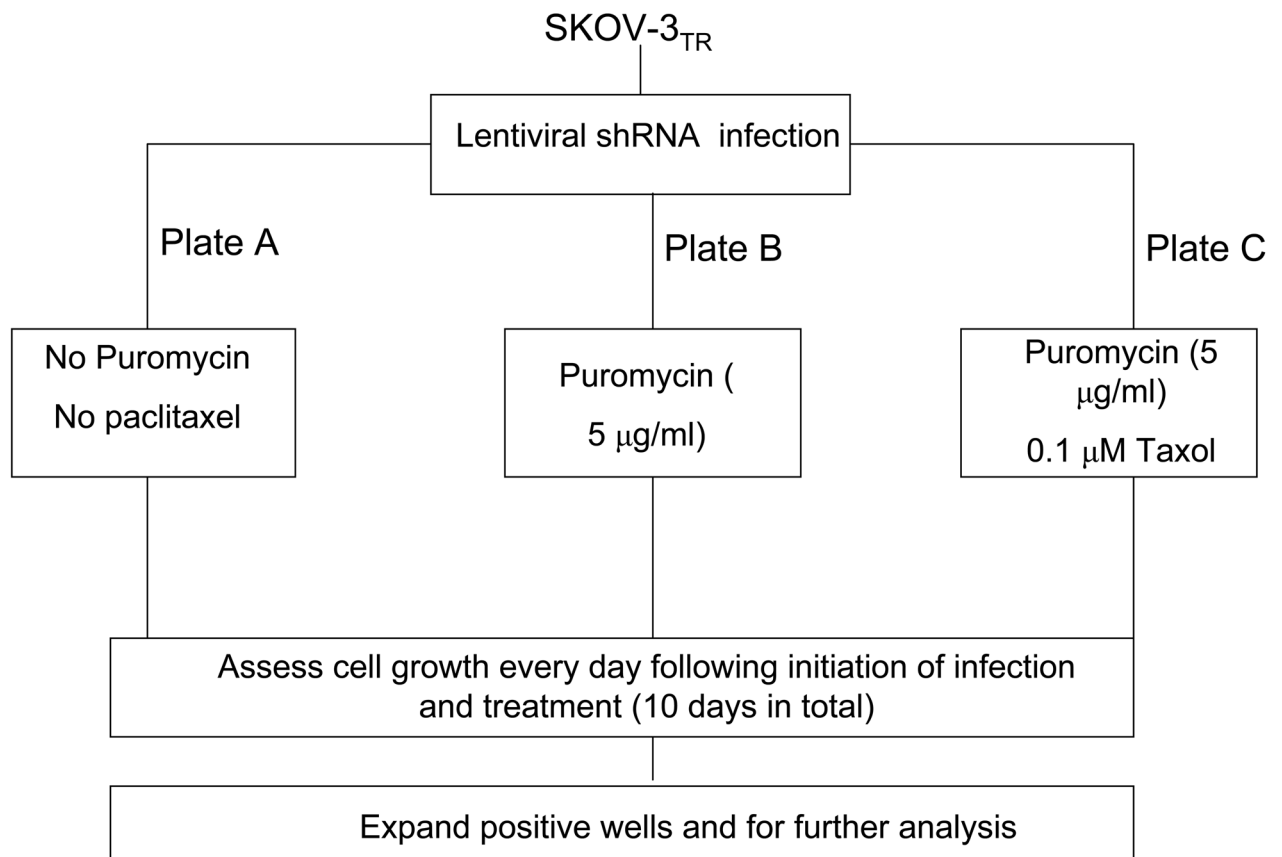 SKOV-3TR
Lentiviral shRNA infection
Plate A
Plate B
Plate C
No Puromycin
No paclitaxel
Puromycin (
5 μg/ml)
Puromycin (5
μg/ml)
0.1 μM Taxol
Assess cell growth every day following initiation of infection
and treatment (10 days in total)
Expand positive wells and for further analysis